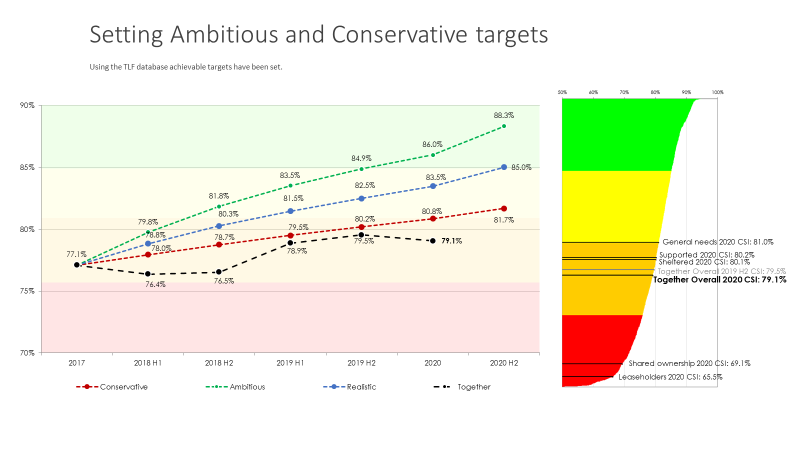 Setting Ambitious and Conservative targets
Using the TLF database achievable targets have been set.
90%
85%
80%
75%
70%
77.1%
79.8%
81.8%
83.5%
84.9%
86.0%
88.3%
78.8%
80.3%
81.5%
82.5%
83.5%
85.0%
78.0%
78.7%
79.5%
80.2%
80.8%
81.7%
76.4%
76.5%
78.9%
79.5%
79.1%
2017
2018 H1
2018 H2
2019 H1
2019 H2
2020
2020 H2
Conservative
Ambitious
Realistic
Together
50%
60%
70%
80%
90%
100%
General needs 2020 CSI: 81.0%
Supported 2020 CSI: 80.2%
Sheltered 2020 CSI: 80.1%
Together Overall 2019 H2 CSI: 79.5%
Together Overall 2020 CSI: 79.1%
Shared ownership 2020 CSI: 69.1%
Leaseholders 2020 CSI: 65.5%